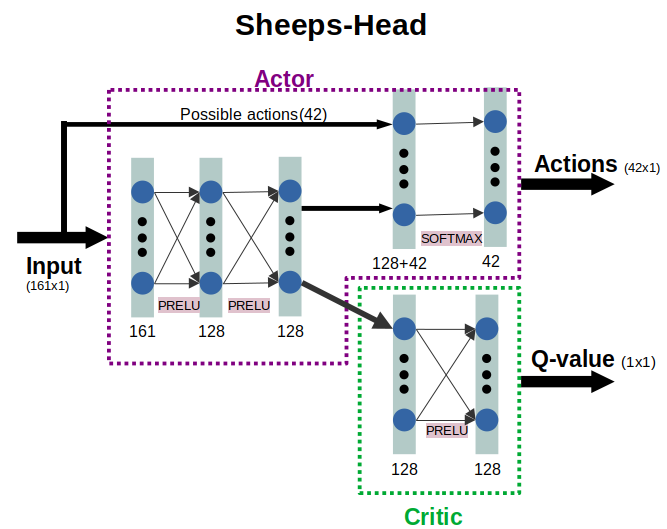 Sheeps-Head
Actor
Possible actions(42)
Actions (42x1)
SOFTMAX
128+42
42
Input
(161x1)
PRELU
PRELU
161
128
128
Q-value (1x1)
PRELU
128
128
Critic